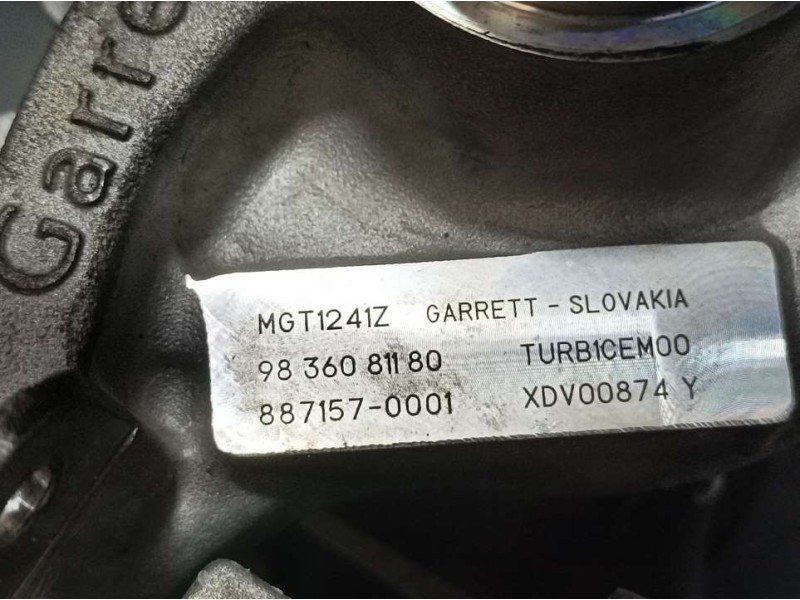 Garre
MGT1241Z GARRETT - SLOVAKIA
98 360 811 80 TURB1CEM00
887157-0001 XDV00874 Y